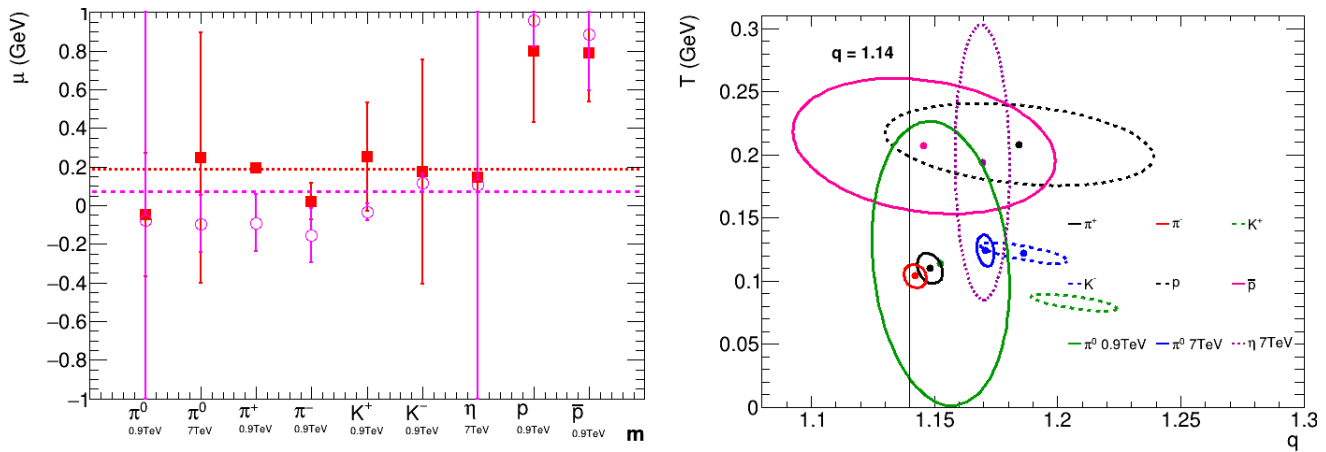 μ (GeV)
1
0.8
0.6
0.4
0.2
0
−0.2
−0.4
−0.6
−0.8
−1
π⁰ π⁰ π⁺ π⁻ K⁺ K⁻ η p p̅
0.9TeV 7TeV 0.9TeV 0.9TeV 0.9TeV 0.9TeV 7TeV 0.9TeV 0.9TeV
m
T (GeV)
0.3
0.25
0.2
0.15
0.1
0.05
0
q = 1.14
π⁺ π⁻ K⁺
K⁻ p p̅
π⁰ 0.9TeV π⁰ 7TeV η 7TeV
1.1 1.15 1.2 1.25 1.3
q